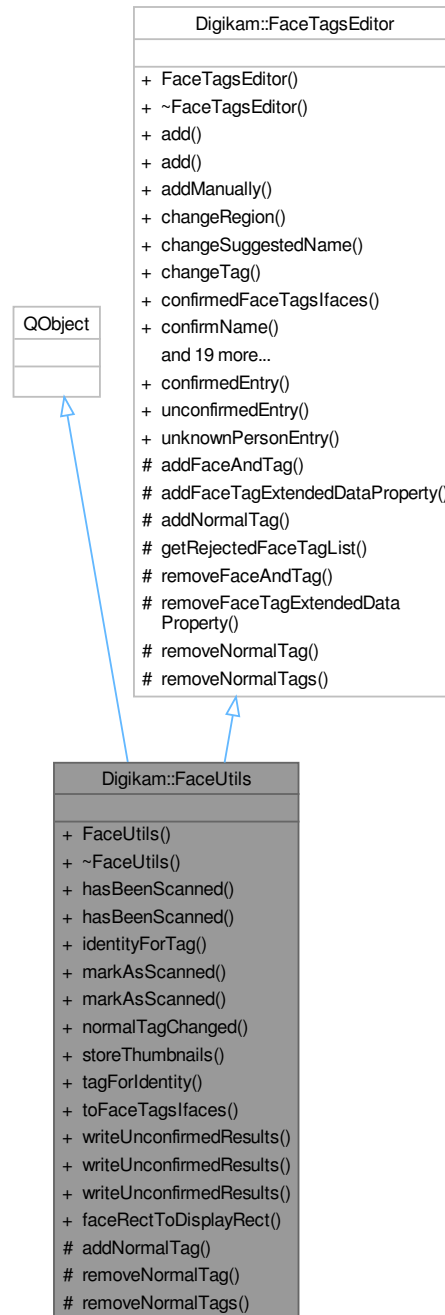 Digikam::FaceTagsEditor
+ FaceTagsEditor()
+ ~FaceTagsEditor()
+ add()
+ add()
+ addManually()
+ changeRegion()
+ changeSuggestedName()
+ changeTag()
+ confirmedFaceTagsIfaces()
+ confirmName()
and 19 more...
+ confirmedEntry()
+ unconfirmedEntry()
+ unknownPersonEntry()
# addFaceAndTag()
# addFaceTagExtendedDataProperty()
# addNormalTag()
# getRejectedFaceTagList()
# removeFaceAndTag()
# removeFaceTagExtendedData
Property()
# removeNormalTag()
# removeNormalTags()
QObject
Digikam::FaceUtils
+ FaceUtils()
+ ~FaceUtils()
+ hasBeenScanned()
+ hasBeenScanned()
+ identityForTag()
+ markAsScanned()
+ markAsScanned()
+ normalTagChanged()
+ storeThumbnails()
+ tagForIdentity()
+ toFaceTagsIfaces()
+ writeUnconfirmedResults()
+ writeUnconfirmedResults()
+ writeUnconfirmedResults()
+ faceRectToDisplayRect()
# addNormalTag()
# removeNormalTag()
# removeNormalTags()